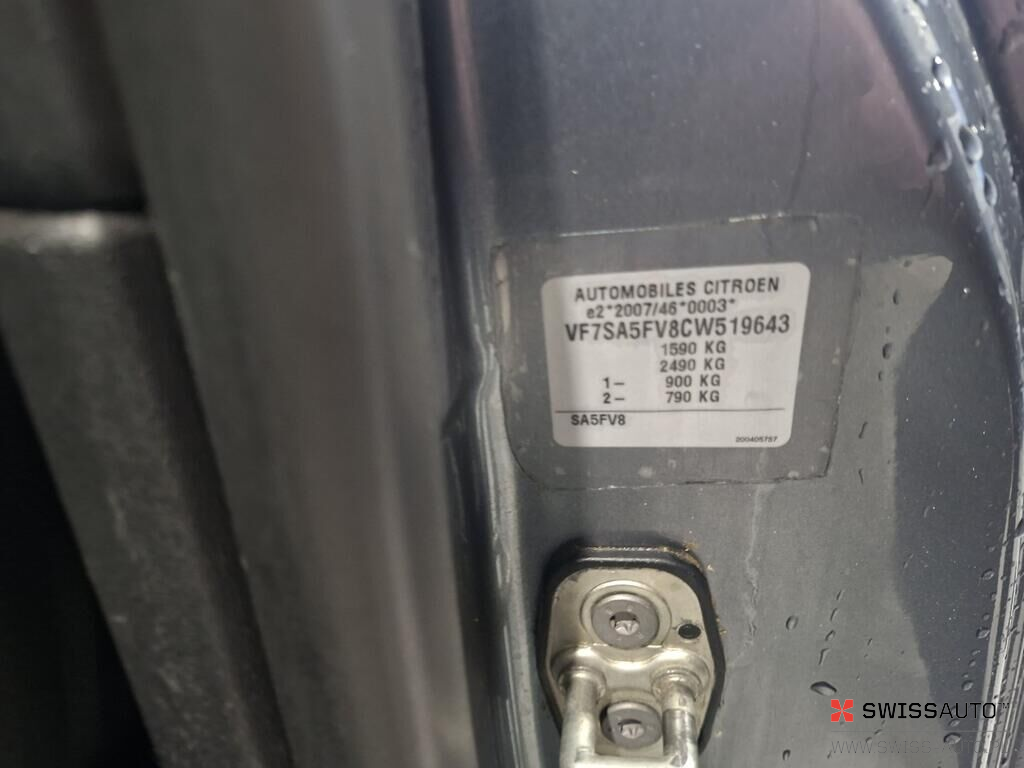 AUTOMOBILES CITROEN
e2*2007/46*0003*
VF7SA5FV8CW519643
1590 KG
2490 KG
1- 900 KG
2- 790 KG
SA5FV8
200405757
SWISSAUTO